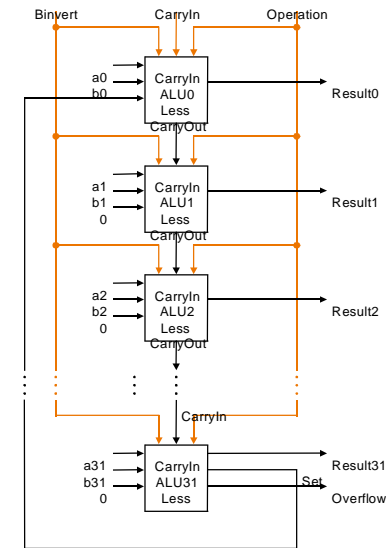 Binvert CarryIn Operation
a0 CarryIn
b0 ALU0 Result0
Less
CarryOut
a1 CarryIn
b1 ALU1 Result1
0 Less
CarryOut
a2 CarryIn
b2 ALU2 Result2
0 Less
CarryOut
CarryIn
Result31
a31 CarryIn
b31 ALU31 Set
0 Less Overflow